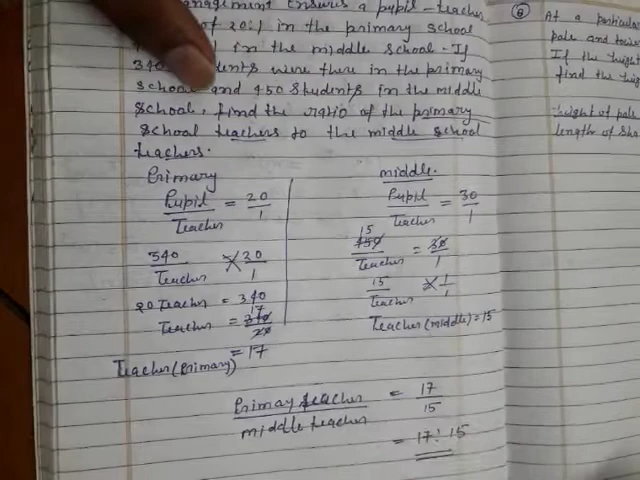 management ensures a pupil-teacher
of 20:1 in the primary school
1 in the middle school. If
340 students were there in the primary
school and 450 students in the middle
school, find the ratio of the primary
school teachers to the middle school
teachers.
Primary
Pupil/Teacher = 20/1
340/Teacher × 20/1
20 Teacher = 340
Teacher = 340/20 17
= 17
Teacher (Primary)
middle.
Pupil/Teacher = 30/1
15
450/Teacher = 30/1
15/Teacher × 1/1
Teacher (middle) = 15
Primary teacher/middle teacher = 17/15
= 17:15
8
At a particular
pole and
If the height
find the
height of pole
length of